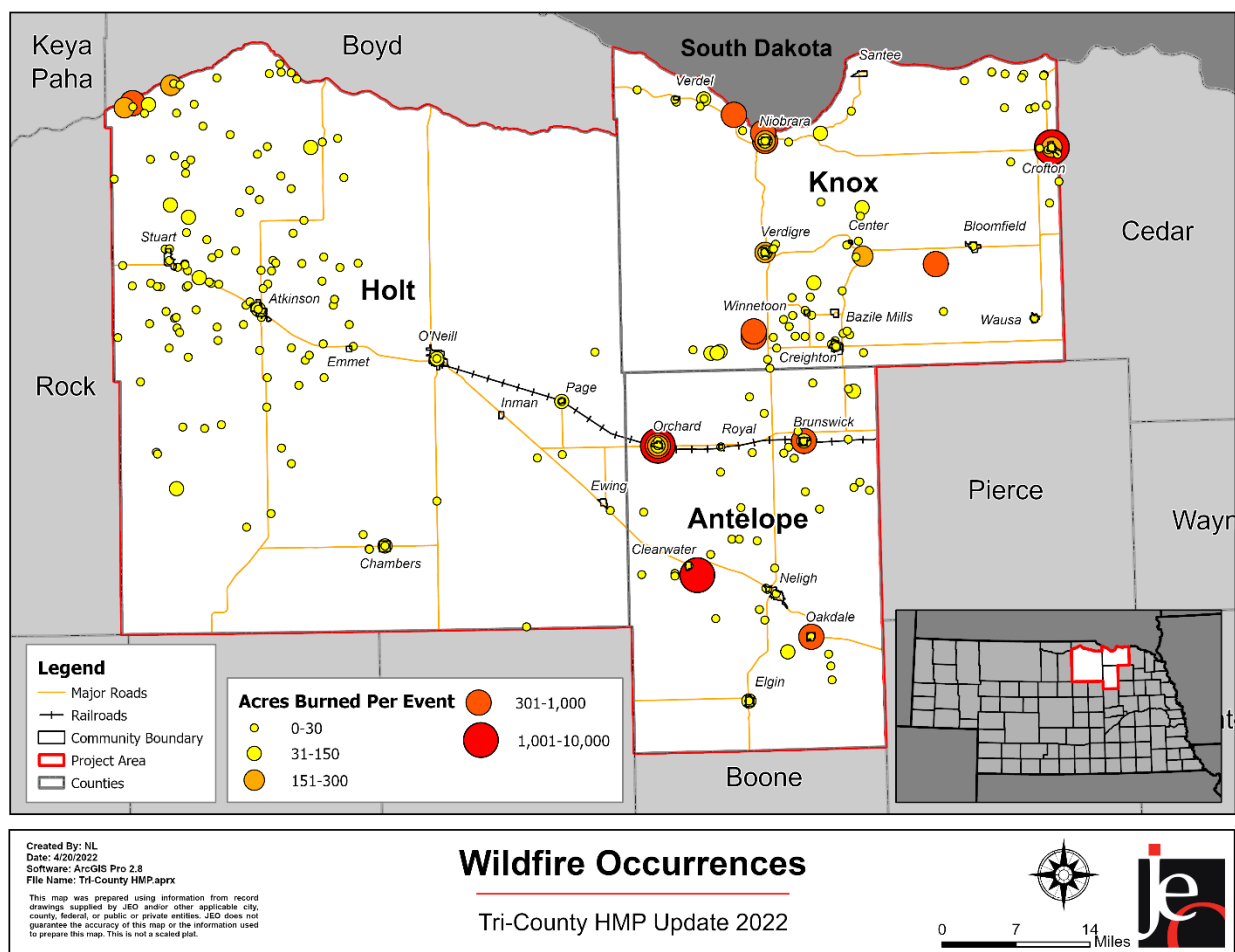 Keya
Paha
Boyd
South Dakota
Santee
Verdel
Niobrara
Crofton
Knox
Cedar
Verdigre
Center
Bloomfield
Stuart
Holt
Atkinson
Winnetoon
Bazile Mills
Wausa
O'Neill
Emmet
Creighton
Rock
Page
Inman
Orchard
Royal
Brunswick
Pierce
Ewing
Antelope
Wayn
Clearwater
Chambers
Neligh
Oakdale
Elgin
Boone
Legend
Major Roads
Railroads
Community Boundary
Project Area
Counties
Acres Burned Per Event
0-30
31-150
151-300
301-1,000
1,001-10,000
Created By: NL
Date: 4/20/2022
Software: ArcGIS Pro 2.8
File Name: Tri-County HMP.aprx
This map was prepared using information from record
drawings supplied by JEO and/or other applicable city,
county, federal, or public or private entities. JEO does not
guarantee the accuracy of this map or the information used
to prepare this map. This is not a scaled plat.
Wildfire Occurrences
Tri-County HMP Update 2022
0 7 14
Miles
jeo